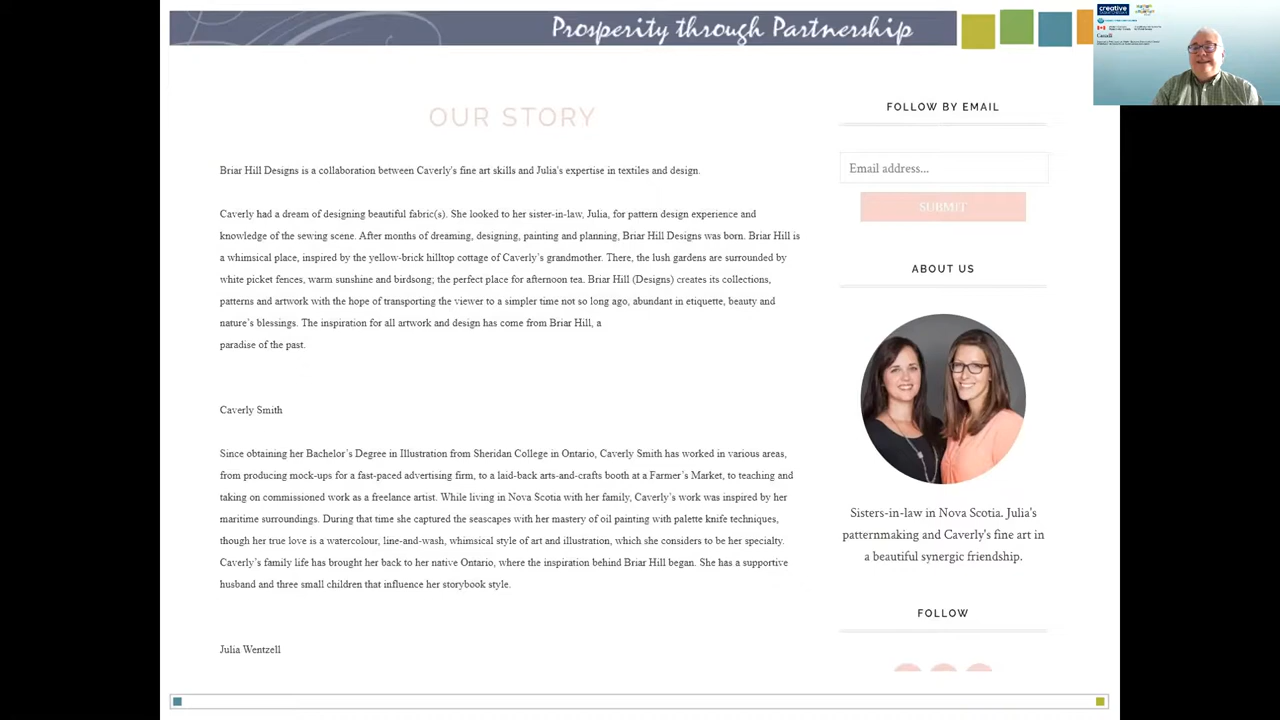 Prosperity through Partnership
creative
Canada
OUR STORY
Briar Hill Designs is a collaboration between Caverly's fine art skills and Julia's expertise in textiles and design.
Caverly had a dream of designing beautiful fabric(s). She looked to her sister-in-law, Julia, for pattern design experience and
knowledge of the sewing scene. After months of dreaming, designing, painting and planning, Briar Hill Designs was born. Briar Hill is
a whimsical place, inspired by the yellow-brick hilltop cottage of Caverly's grandmother. There, the lush gardens are surrounded by
white picket fences, warm sunshine and birdsong; the perfect place for afternoon tea. Briar Hill (Designs) creates its collections,
patterns and artwork with the hope of transporting the viewer to a simpler time not so long ago, abundant in etiquette, beauty and
nature's blessings. The inspiration for all artwork and design has come from Briar Hill, a
paradise of the past.
Caverly Smith
Since obtaining her Bachelor's Degree in Illustration from Sheridan College in Ontario, Caverly Smith has worked in various areas,
from producing mock-ups for a fast-paced advertising firm, to a laid-back arts-and-crafts booth at a Farmer's Market, to teaching and
taking on commissioned work as a freelance artist. While living in Nova Scotia with her family, Caverly's work was inspired by her
maritime surroundings. During that time she captured the seascapes with her mastery of oil painting with palette knife techniques,
though her true love is a watercolour, line-and-wash, whimsical style of art and illustration, which she considers to be her specialty.
Caverly's family life has brought her back to her native Ontario, where the inspiration behind Briar Hill began. She has a supportive
husband and three small children that influence her storybook style.
Julia Wentzell
FOLLOW BY EMAIL
Email address...
SUBMIT
ABOUT US
Sisters-in-law in Nova Scotia. Julia's
patternmaking and Caverly's fine art in
a beautiful synergic friendship.
FOLLOW